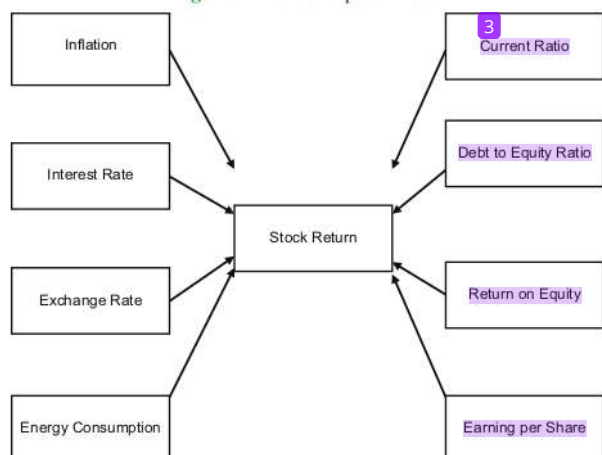 Inflation
3
Current Ratio
Debt to Equity Ratio
Interest Rate
Stock Return
Exchange Rate
Return on Equity
Energy Consumption
Earning per Share